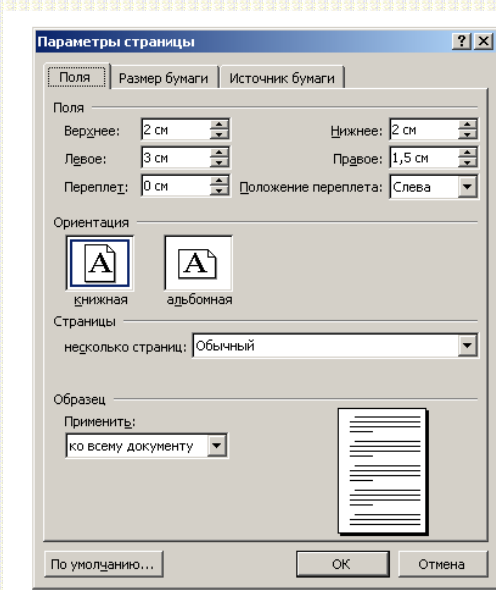 Параметры страницы
Поля Размер бумаги Источник бумаги
Поля
Верхнее: 2 см Нижнее: 2 см
Левое: 3 см Правое: 1,5 см
Переплет: 0 см Положение переплета: Слева
Ориентация
A A
книжная альбомная
Страницы
несколько страниц: Обычный
Образец
Применить:
ко всему документу
По умолчанию... ОК Отмена